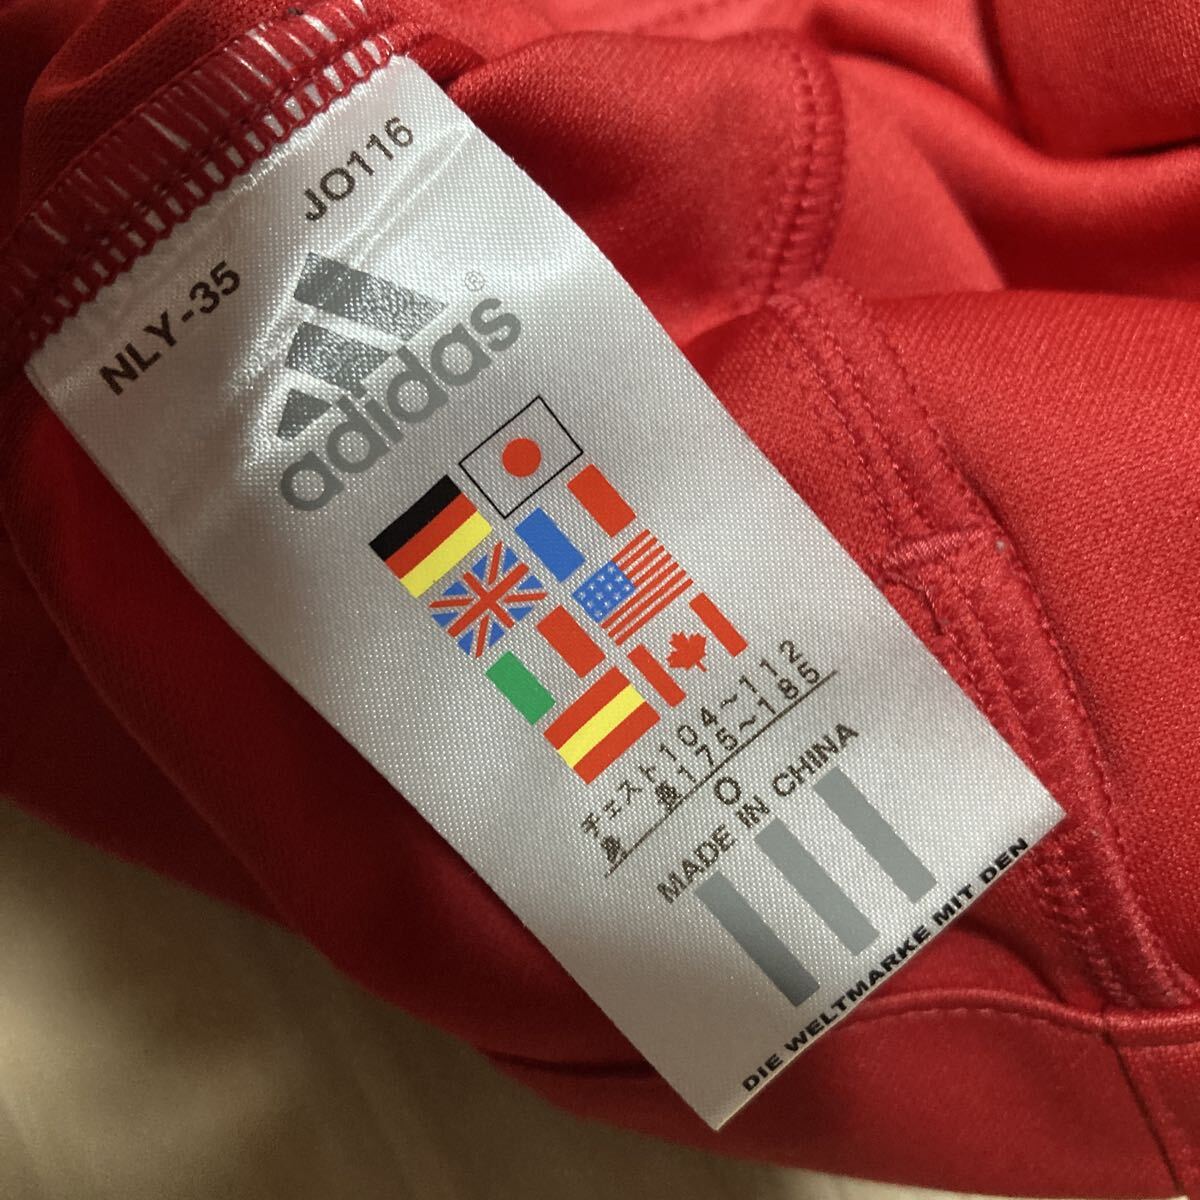 NLY-35 JO116
adidas®
チェスト104~112
身 長175~185
O
MADE IN CHINA
DIE WELTMARKE MIT DEN